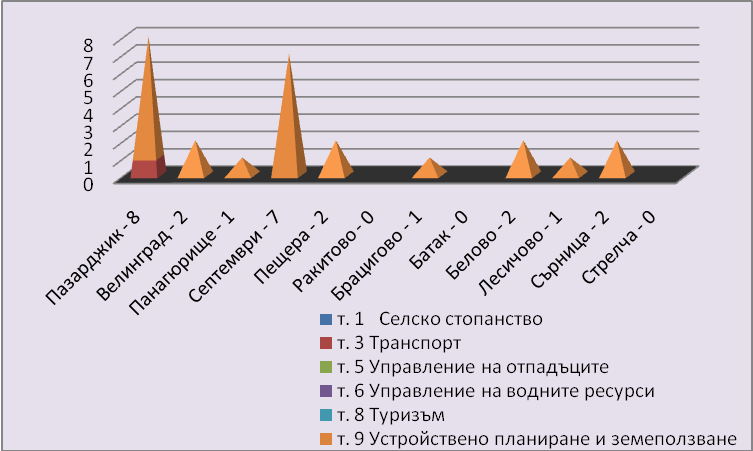 8
7
6
5
4
3
2
1
0
Пазарджик - 8
Велинград - 2
Панагюрище - 1
Септември - 7
Пещера - 2
Ракитово - 0
Брацигово - 1
Батак - 0
Белово - 2
Лесичово - 1
Сърница - 2
Стрелча - 0
т. 1 Селско стопанство
т. 3 Транспорт
т. 5 Управление на отпадъците
т. 6 Управление на водните ресурси
т. 8 Туризъм
т. 9 Устройствено планиране и земеползване